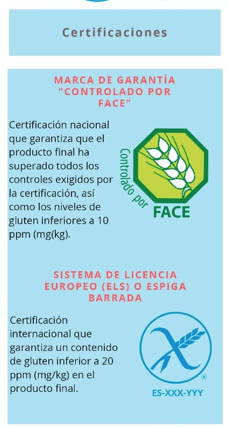 Certificaciones
MARCA DE GARANTÍA
"CONTROLADO POR
FACE"
Certificación nacional
que garantiza que el
producto final ha
superado todos los
controles exigidos por
la certificación, así
como los niveles de
gluten inferiores a 10
ppm (mg(kg).
Controlado por
FACE
SISTEMA DE LICENCIA
EUROPEO (ELS) O ESPIGA
BARRADA
Certificación
internacional que
garantiza un contenido
de gluten inferior a 20
ppm (mg/kg) en el
producto final.
®
ES-XXX-YYY